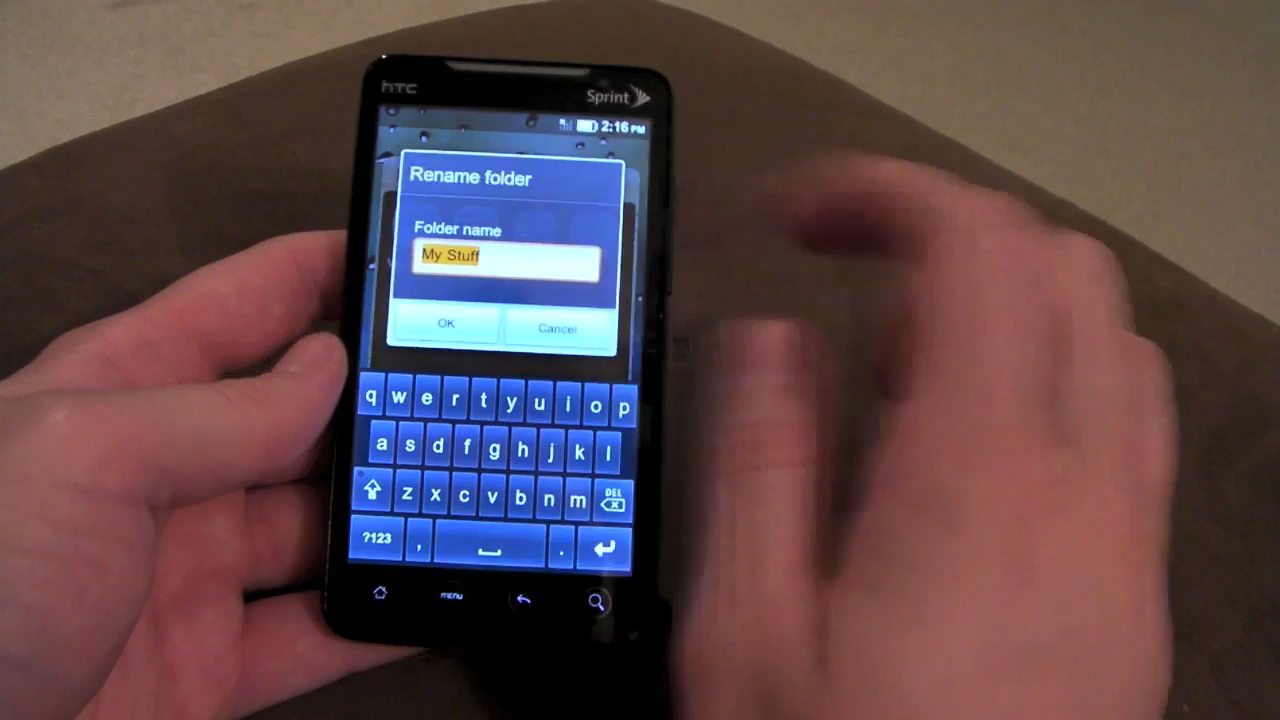 hTC
Sprint
2:16 PM
Rename folder
Folder name
My Stuff
OK Cancel
q w e r t y u i o p
a s d f g h j k l
z x c v b n m DEL
?123 , .
MENU